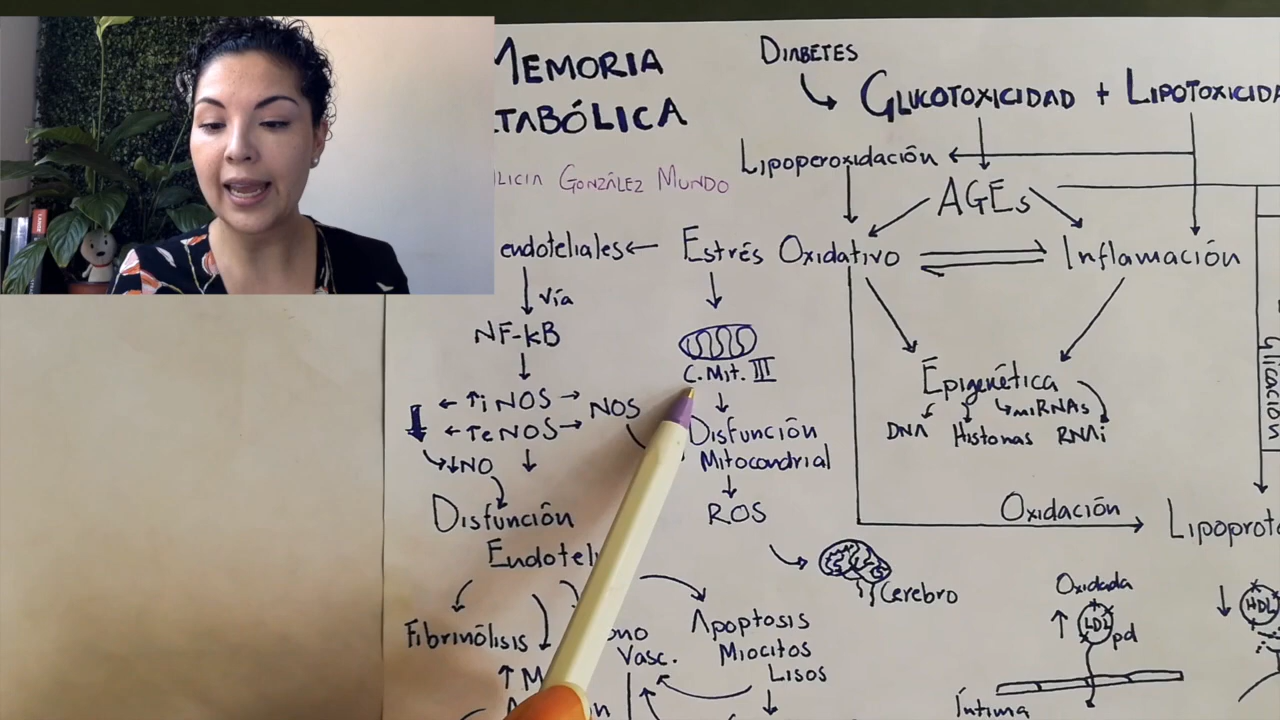 MEMORIA
TABÓLICA
LICIA GONZÁLEZ MUNDO
DIABETES
GLUCOTOXICIDAD + LIPOTOXICIDA
Lipoperoxidación
AGEs
endoteliales
Estrés Oxidativo
Inflamación
vía
NF-kB
C.Mit. III
↑iNOS
NOS
↑eNOS
↓NO
Disfunción
Mitocondrial
ROS
Epigenética
miRNAs
DNA Histonas RNAi
Glicación
Disfunción
Endotel
Oxidación
Lipoprot
Cerebro
Fibrinólisis
↑M
ono
Vasc.
Apoptosis
Miocitos
Lisos
Oxidada
↑ LDL pd
↓ HDL
Íntima